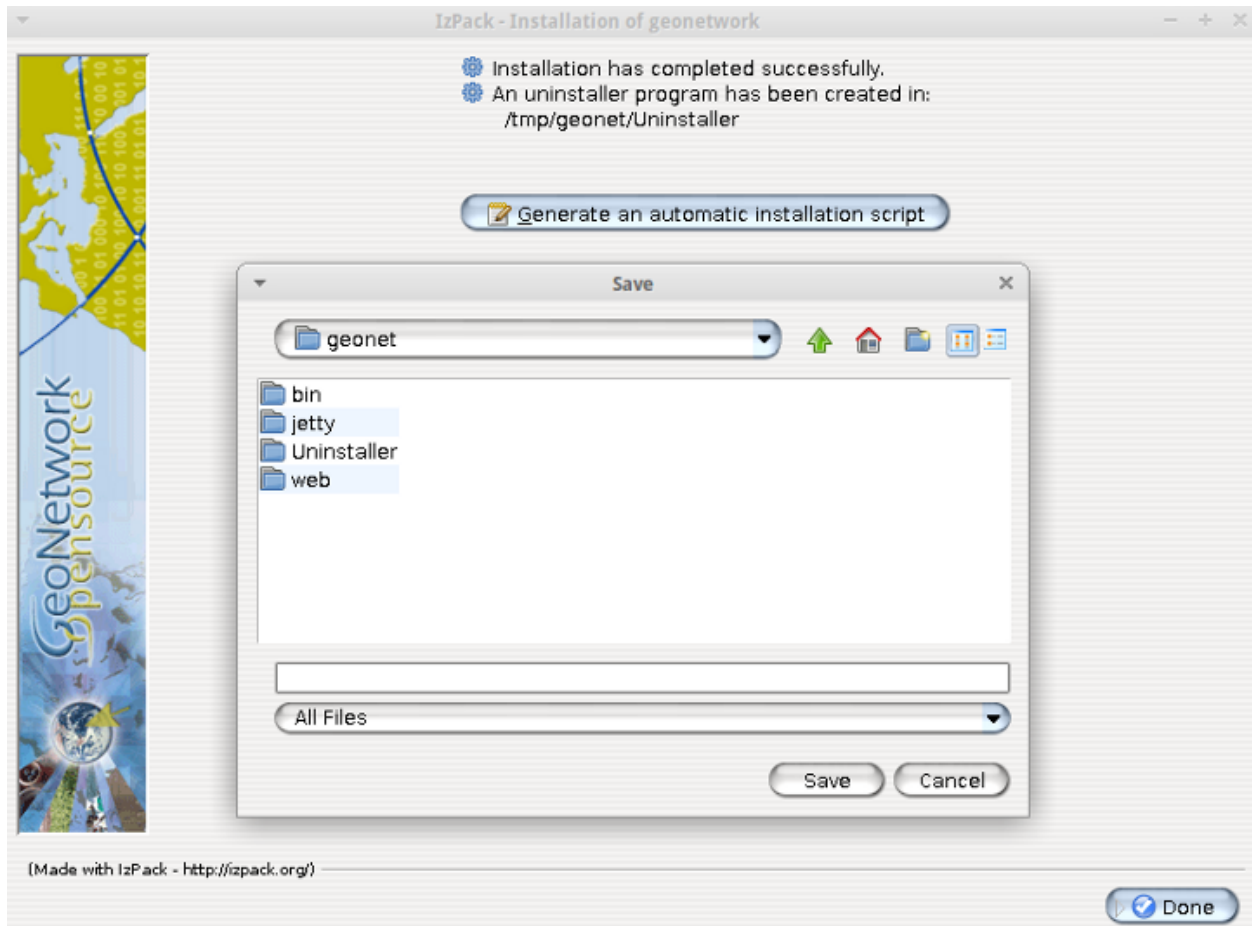 IzPack - Installation of geonetwork
Installation has completed successfully.
An uninstaller program has been created in:
/tmp/geonet/Uninstaller
Generate an automatic installation script
Save
geonet
bin
jetty
Uninstaller
web
All Files
Save
Cancel
GeoNetwork
opensource
(Made with IzPack - http://izpack.org/)
Done